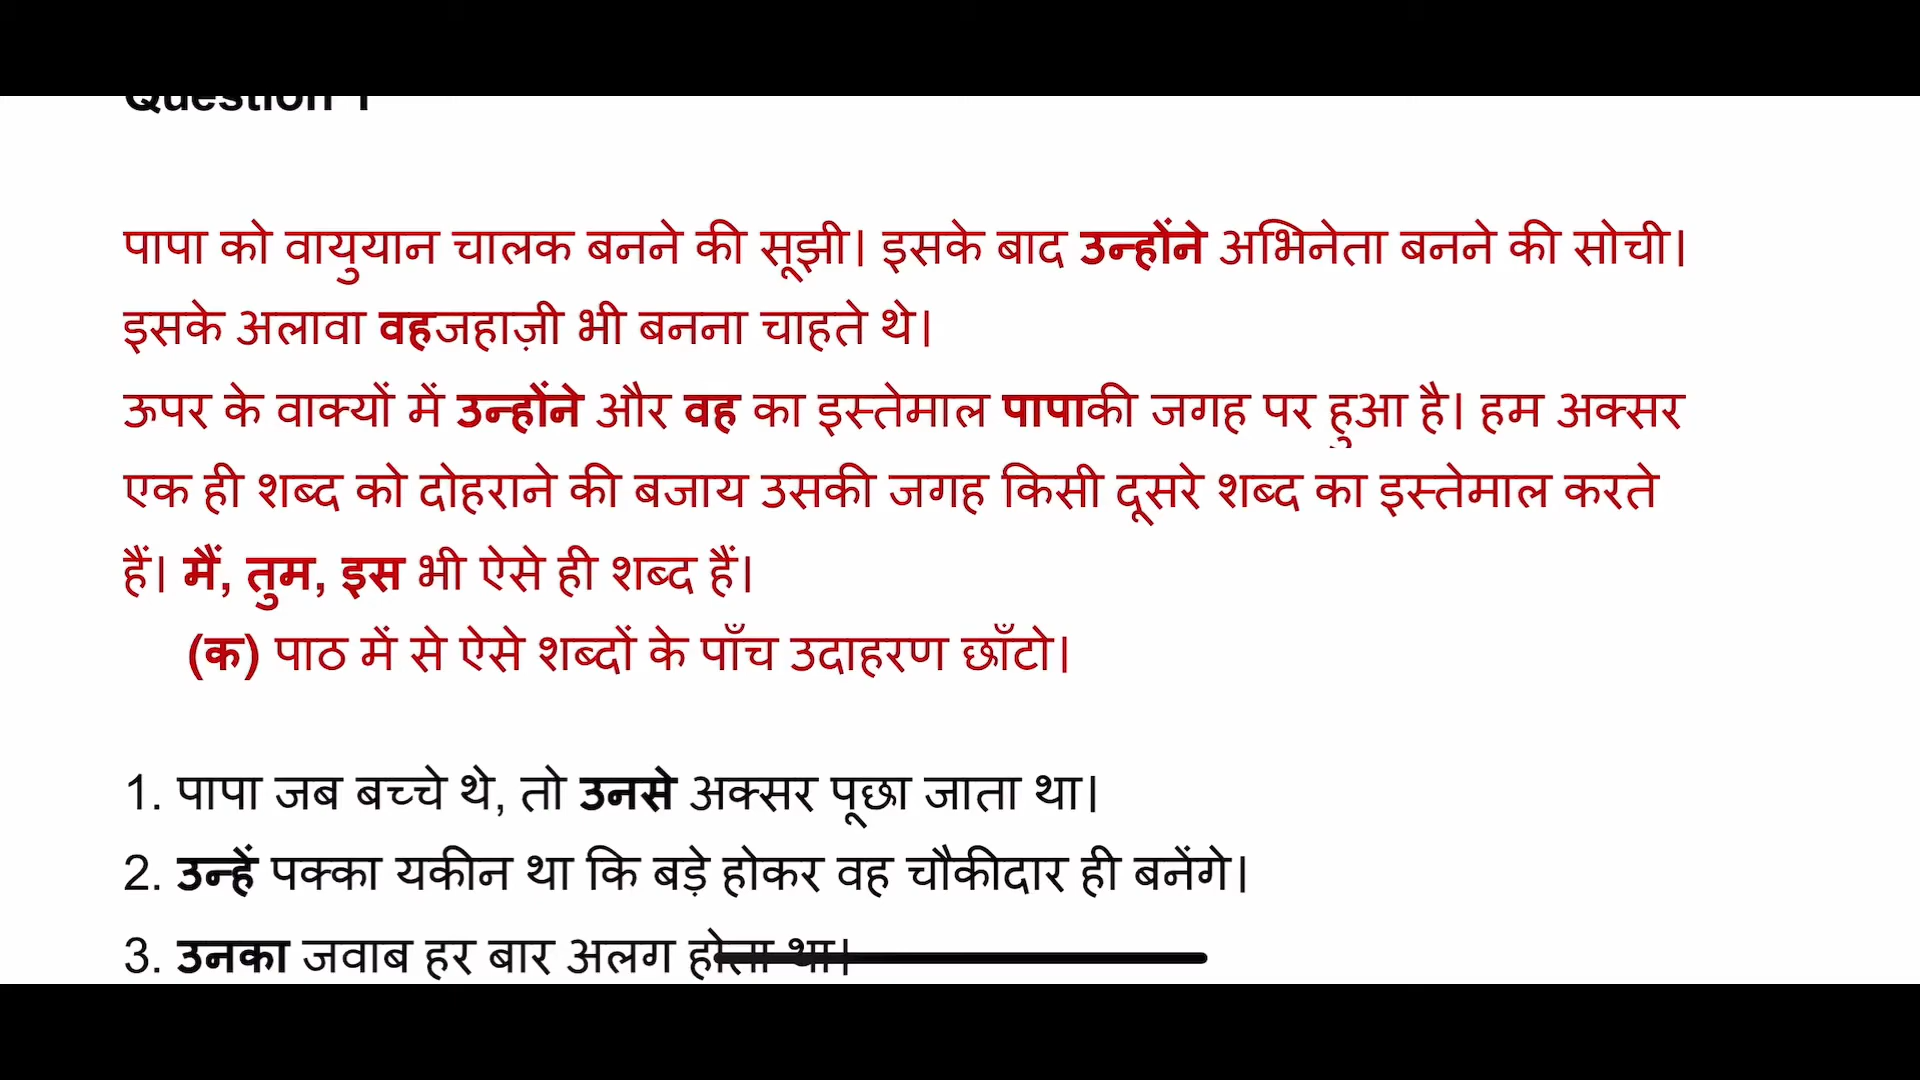 Question 1
पापा को वायुयान चालक बनने की सूझी। इसके बाद उन्होंने अभिनेता बनने की सोची।
इसके अलावा वहजहाज़ी भी बनना चाहते थे।
ऊपर के वाक्यों में उन्होंने और वह का इस्तेमाल पापाकी जगह पर हुआ है। हम अक्सर
एक ही शब्द को दोहराने की बजाय उसकी जगह किसी दूसरे शब्द का इस्तेमाल करते
हैं। मैं, तुम, इस भी ऐसे ही शब्द हैं।
(क) पाठ में से ऐसे शब्दों के पाँच उदाहरण छाँटो।
1. पापा जब बच्चे थे, तो उनसे अक्सर पूछा जाता था।
2. उन्हें पक्का यकीन था कि बड़े होकर वह चौकीदार ही बनेंगे।
3. उनका जवाब हर बार अलग होता था।